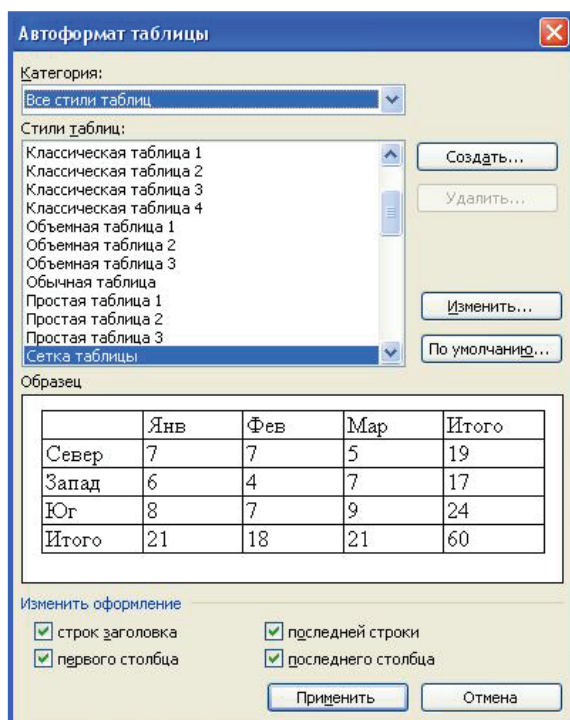 Автоформат таблицы
Категория:
Все стили таблиц
Стили таблиц:
Классическая таблица 1
Классическая таблица 2
Классическая таблица 3
Классическая таблица 4
Объемная таблица 1
Объемная таблица 2
Объемная таблица 3
Обычная таблица
Простая таблица 1
Простая таблица 2
Простая таблица 3
Сетка таблицы
Создать...
Удалить...
Изменить...
По умолчанию...
Образец
Янв Фев Мар Итого
Север 7 7 5 19
Запад 6 4 7 17
Юг 8 7 9 24
Итого 21 18 21 60
Изменить оформление
строк заголовка последней строки
первого столбца последнего столбца
Применить Отмена